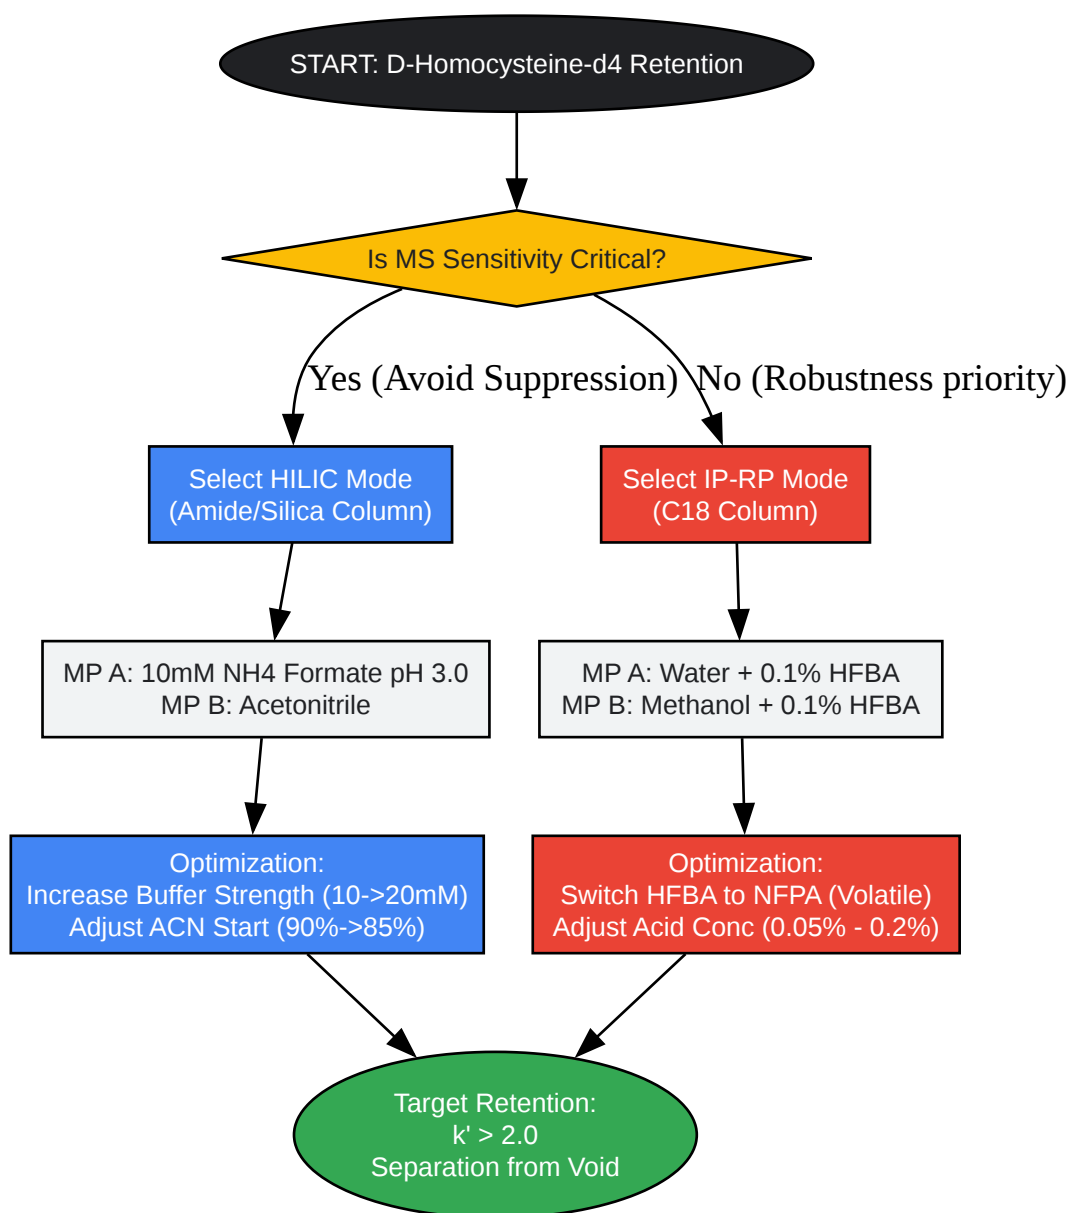 START: D-Homocysteine-d4 Retention
Is MS Sensitivity Critical?
Yes (Avoid Suppression)
No (Robustness priority)
Select HILIC Mode
(Amide/Silica Column)
Select IP-RP Mode
(C18 Column)
MP A: 10mM NH4 Formate pH 3.0
MP B: Acetonitrile
MP A: Water + 0.1% HFBA
MP B: Methanol + 0.1% HFBA
Optimization:
Increase Buffer Strength (10->20mM)
Adjust ACN Start (90%->85%)
Optimization:
Switch HFBA to NFPA (Volatile)
Adjust Acid Conc (0.05% - 0.2%)
Target Retention:
k' > 2.0
Separation from Void